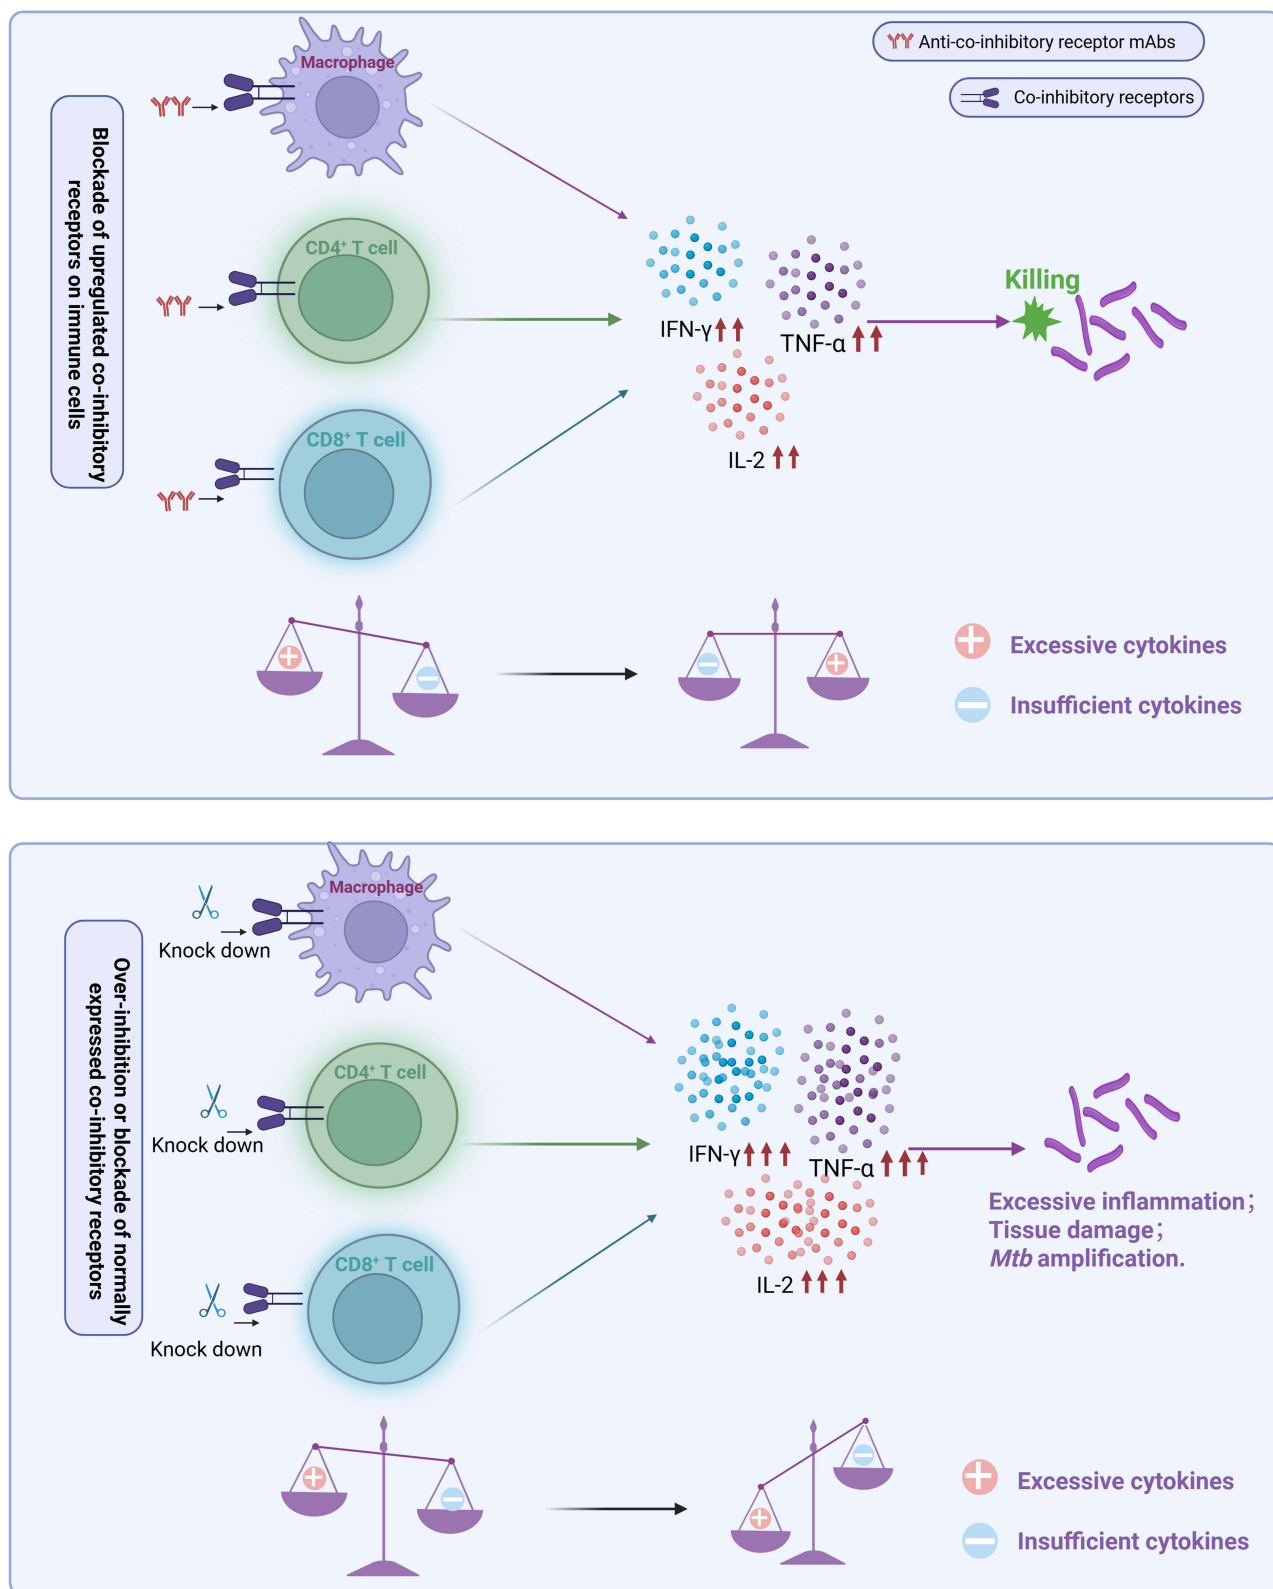 Anti-co-inhibitory receptor mAbs
Co-inhibitory receptors
Blockade of upregulated co-inhibitory
receptors on immune cells
Macrophage
CD4⁺ T cell
CD8⁺ T cell
IFN-γ
TNF-α
IL-2
Killing
Excessive cytokines
Insufficient cytokines
Over-inhibition or blockade of normally
expressed co-inhibitory receptors
Macrophage
Knock down
CD4⁺ T cell
Knock down
CD8⁺ T cell
Knock down
IFN-γ
TNF-α
IL-2
Excessive inflammation;
Tissue damage;
Mtb amplification.
Excessive cytokines
Insufficient cytokines